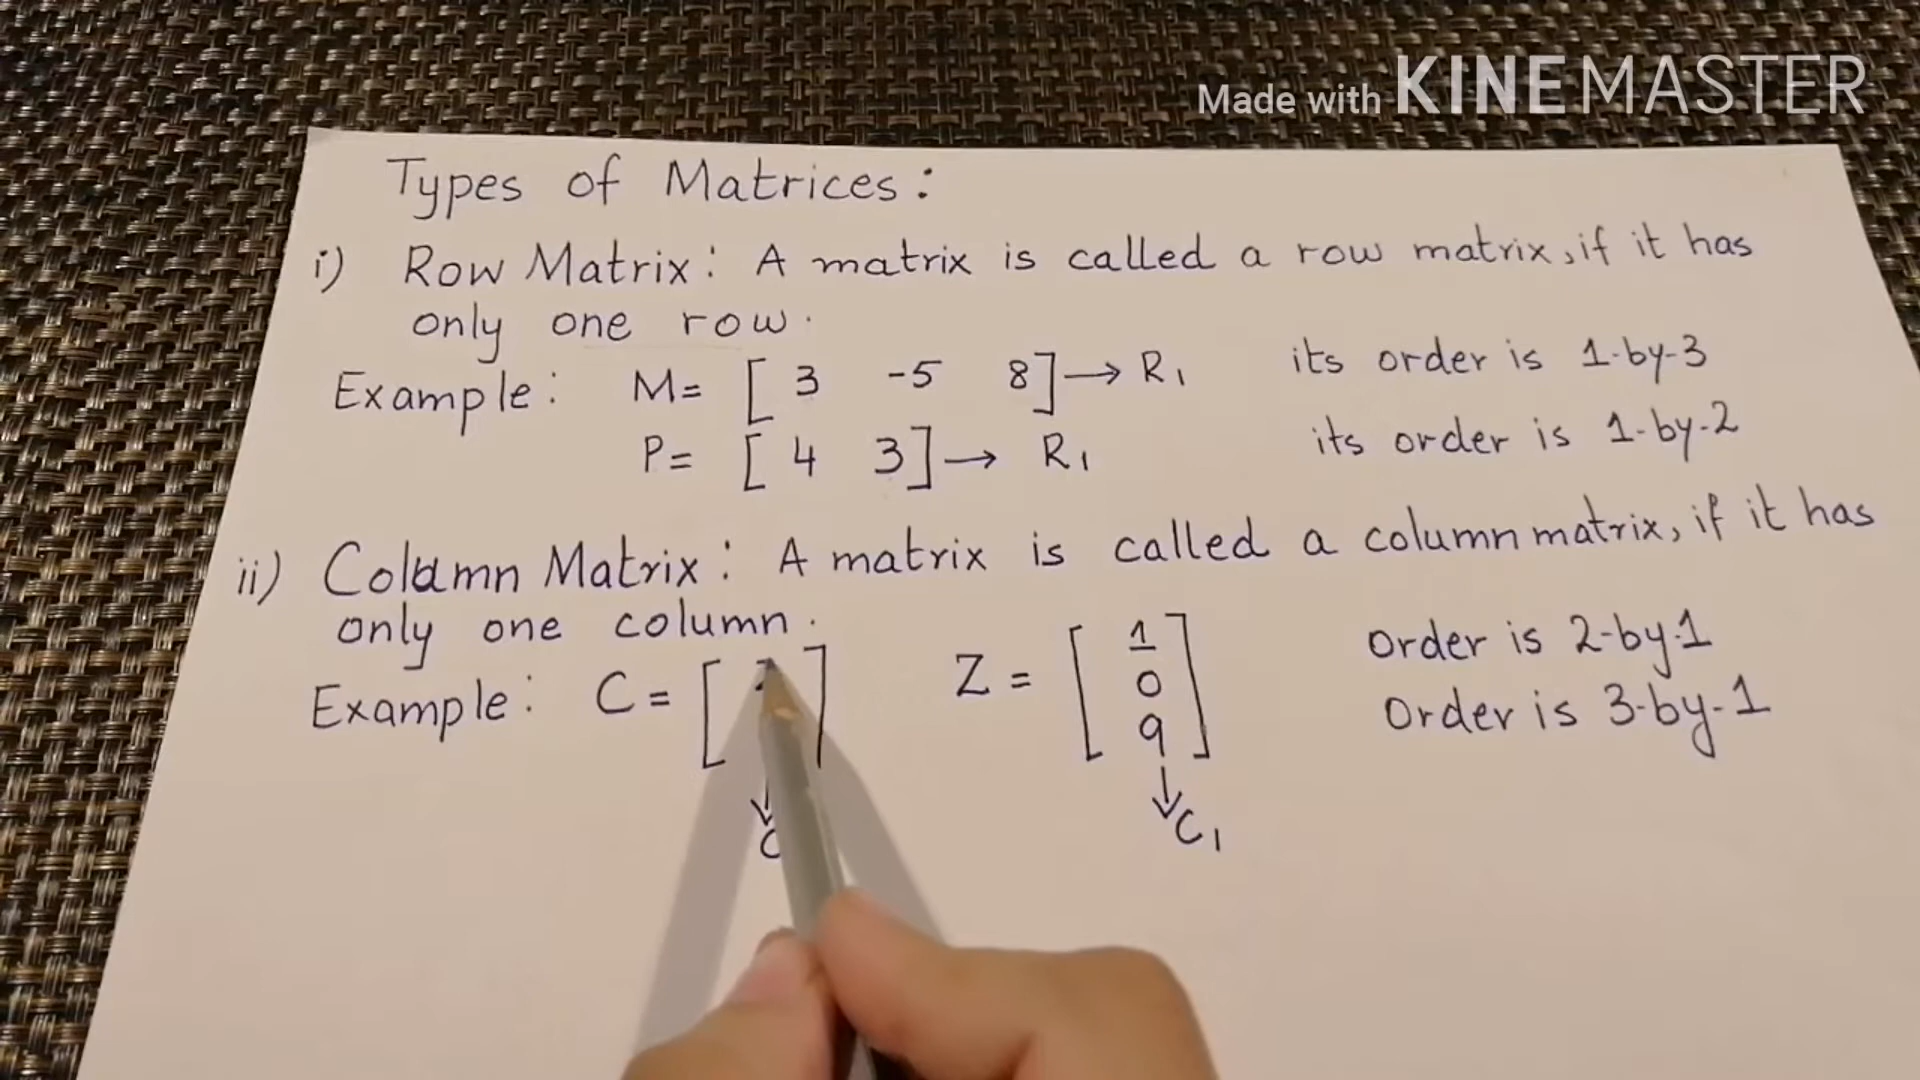 Made with KINEMASTER
Types of Matrices:
i) Row Matrix: A matrix is called a row matrix, if it has
only one row.
Example: M= [ 3 -5 8 ] → R1 its order is 1-by-3
P= [ 4 3 ] → R1 its order is 1-by-2
ii) Column Matrix: A matrix is called a column matrix, if it has
only one column.
Example: C = [ ] Z = [ 1 0 9 ] Order is 2-by-1
Order is 3-by-1
C C1